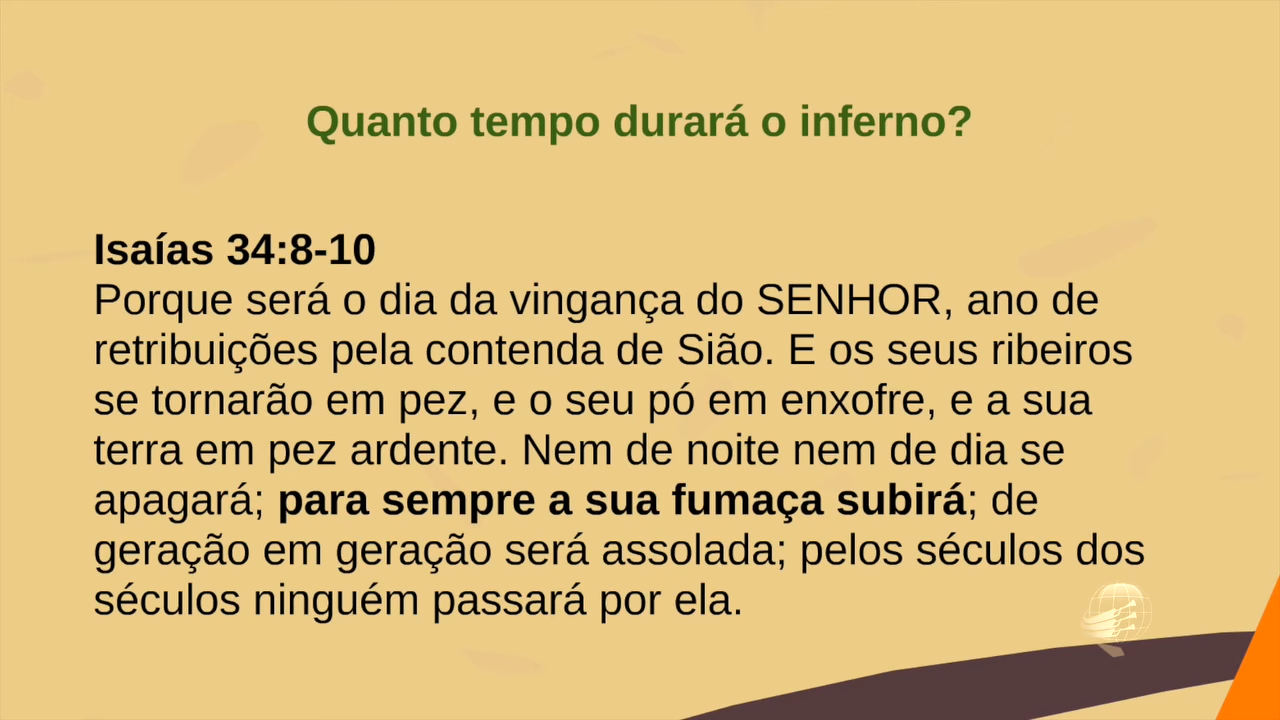 Quanto tempo durará o inferno?
Isaías 34:8-10
Porque será o dia da vingança do SENHOR, ano de
retribuições pela contenda de Sião. E os seus ribeiros
se tornarão em pez, e o seu pó em enxofre, e a sua
terra em pez ardente. Nem de noite nem de dia se
apagará; para sempre a sua fumaça subirá; de
geração em geração será assolada; pelos séculos dos
séculos ninguém passará por ela.